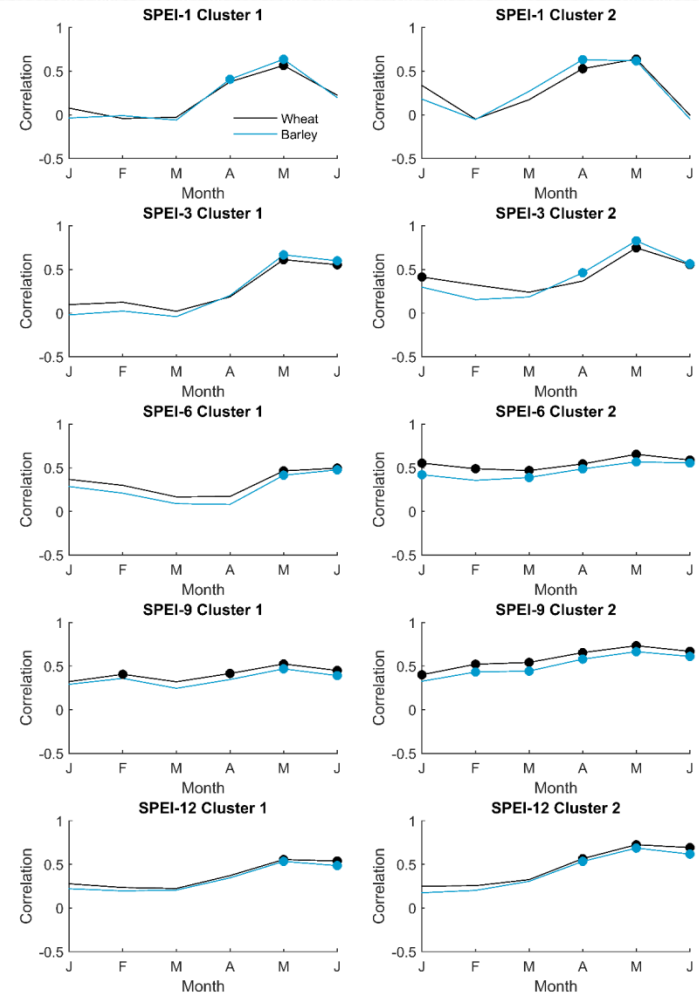 SPEI-1 Cluster 1
1
0.5
0
-0.5
Correlation
Wheat
Barley
J F M A M J
Month
SPEI-1 Cluster 2
1
0.5
0
-0.5
Correlation
J F M A M J
Month
SPEI-3 Cluster 1
1
0.5
0
-0.5
Correlation
J F M A M J
Month
SPEI-3 Cluster 2
1
0.5
0
-0.5
Correlation
J F M A M J
Month
SPEI-6 Cluster 1
1
0.5
0
-0.5
Correlation
J F M A M J
Month
SPEI-6 Cluster 2
1
0.5
0
-0.5
Correlation
J F M A M J
Month
SPEI-9 Cluster 1
1
0.5
0
-0.5
Correlation
J F M A M J
Month
SPEI-9 Cluster 2
1
0.5
0
-0.5
Correlation
J F M A M J
Month
SPEI-12 Cluster 1
1
0.5
0
-0.5
Correlation
J F M A M J
Month
SPEI-12 Cluster 2
1
0.5
0
-0.5
Correlation
J F M A M J
Month